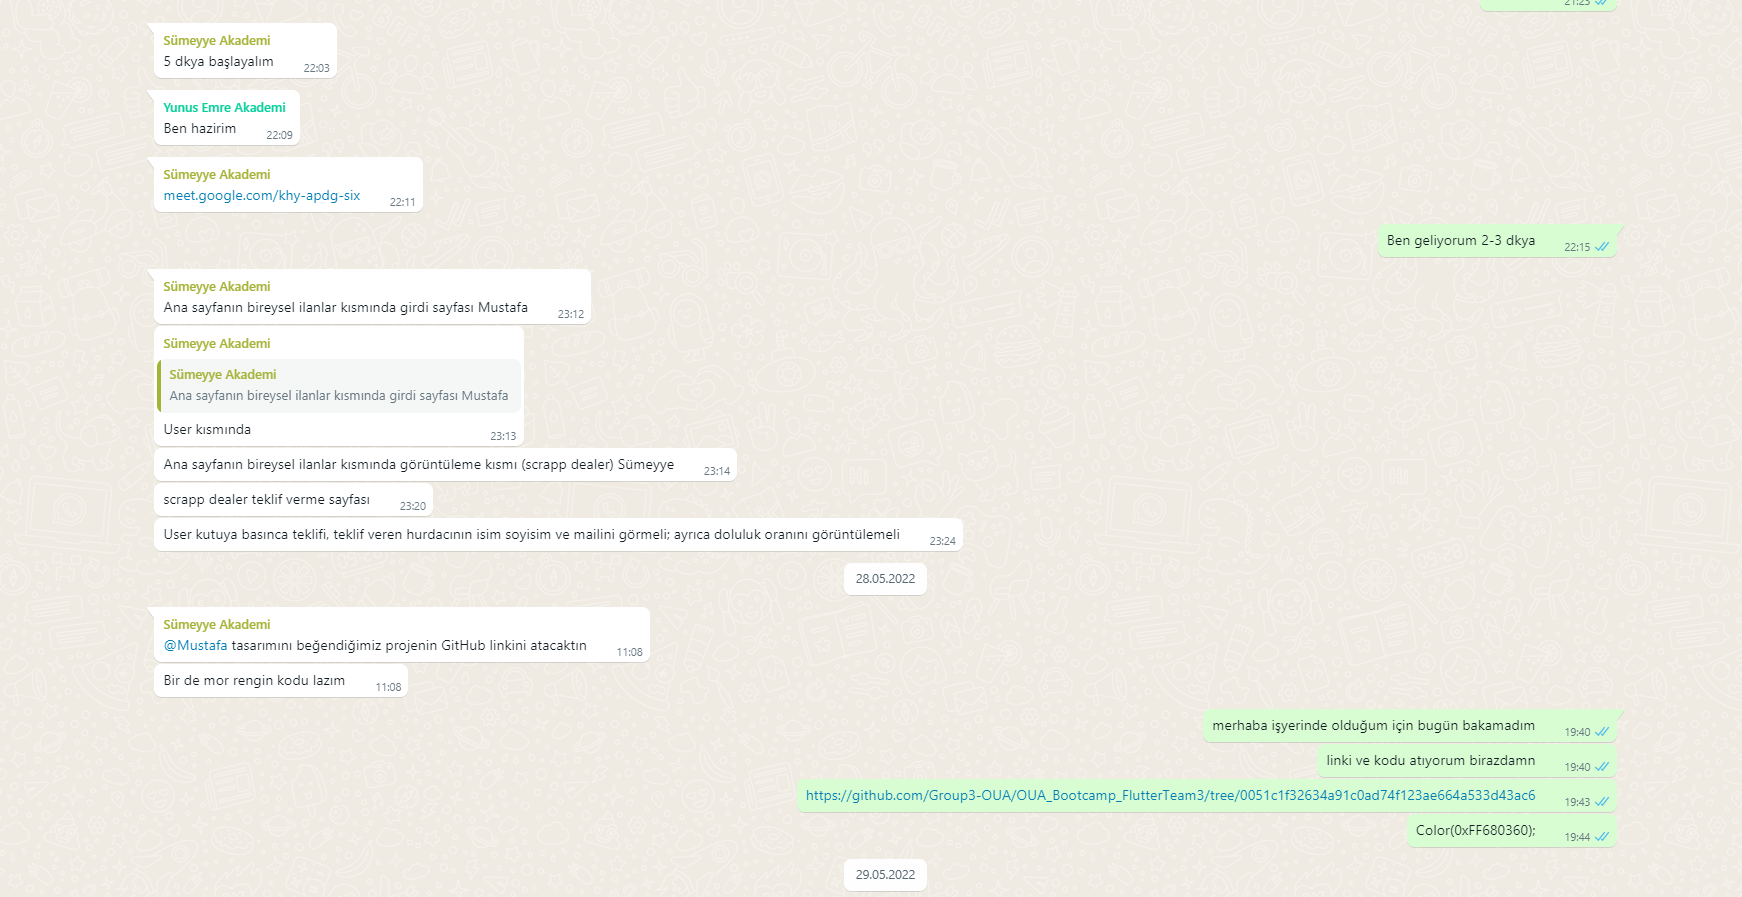 21:23
Sümeyye Akademi
5 dkya başlayalım
22:03
Yunus Emre Akademi
Ben hazirim
22:09
Sümeyye Akademi
meet.google.com/khy-apdg-six
22:11
Ben geliyorum 2-3 dkya
22:15
Sümeyye Akademi
Ana sayfanın bireysel ilanlar kısmında girdi sayfası Mustafa
23:12
Sümeyye Akademi
Sümeyye Akademi
Ana sayfanın bireysel ilanlar kısmında girdi sayfası Mustafa
User kısmında
23:13
Ana sayfanın bireysel ilanlar kısmında görüntüleme kısmı (scrapp dealer) Sümeyye
23:14
scrapp dealer teklif verme sayfası
23:20
User kutuya basınca teklifi, teklif veren hurdacının isim soyisim ve mailini görmeli; ayrıca doluluk oranını görüntülemeli
23:24
28.05.2022
Sümeyye Akademi
@Mustafa tasarımını beğendiğimiz projenin GitHub linkini atacaktın
11:08
Bir de mor rengin kodu lazım
11:08
merhaba işyerinde olduğum için bugün bakamadım
19:40
linki ve kodu atıyorum birazdamn
19:40
https://github.com/Group3-OUA/OUA_Bootcamp_FlutterTeam3/tree/0051c1f32634a91c0ad74f123ae664a533d43ac6
19:43
Color(0xFF680360);
19:44
29.05.2022